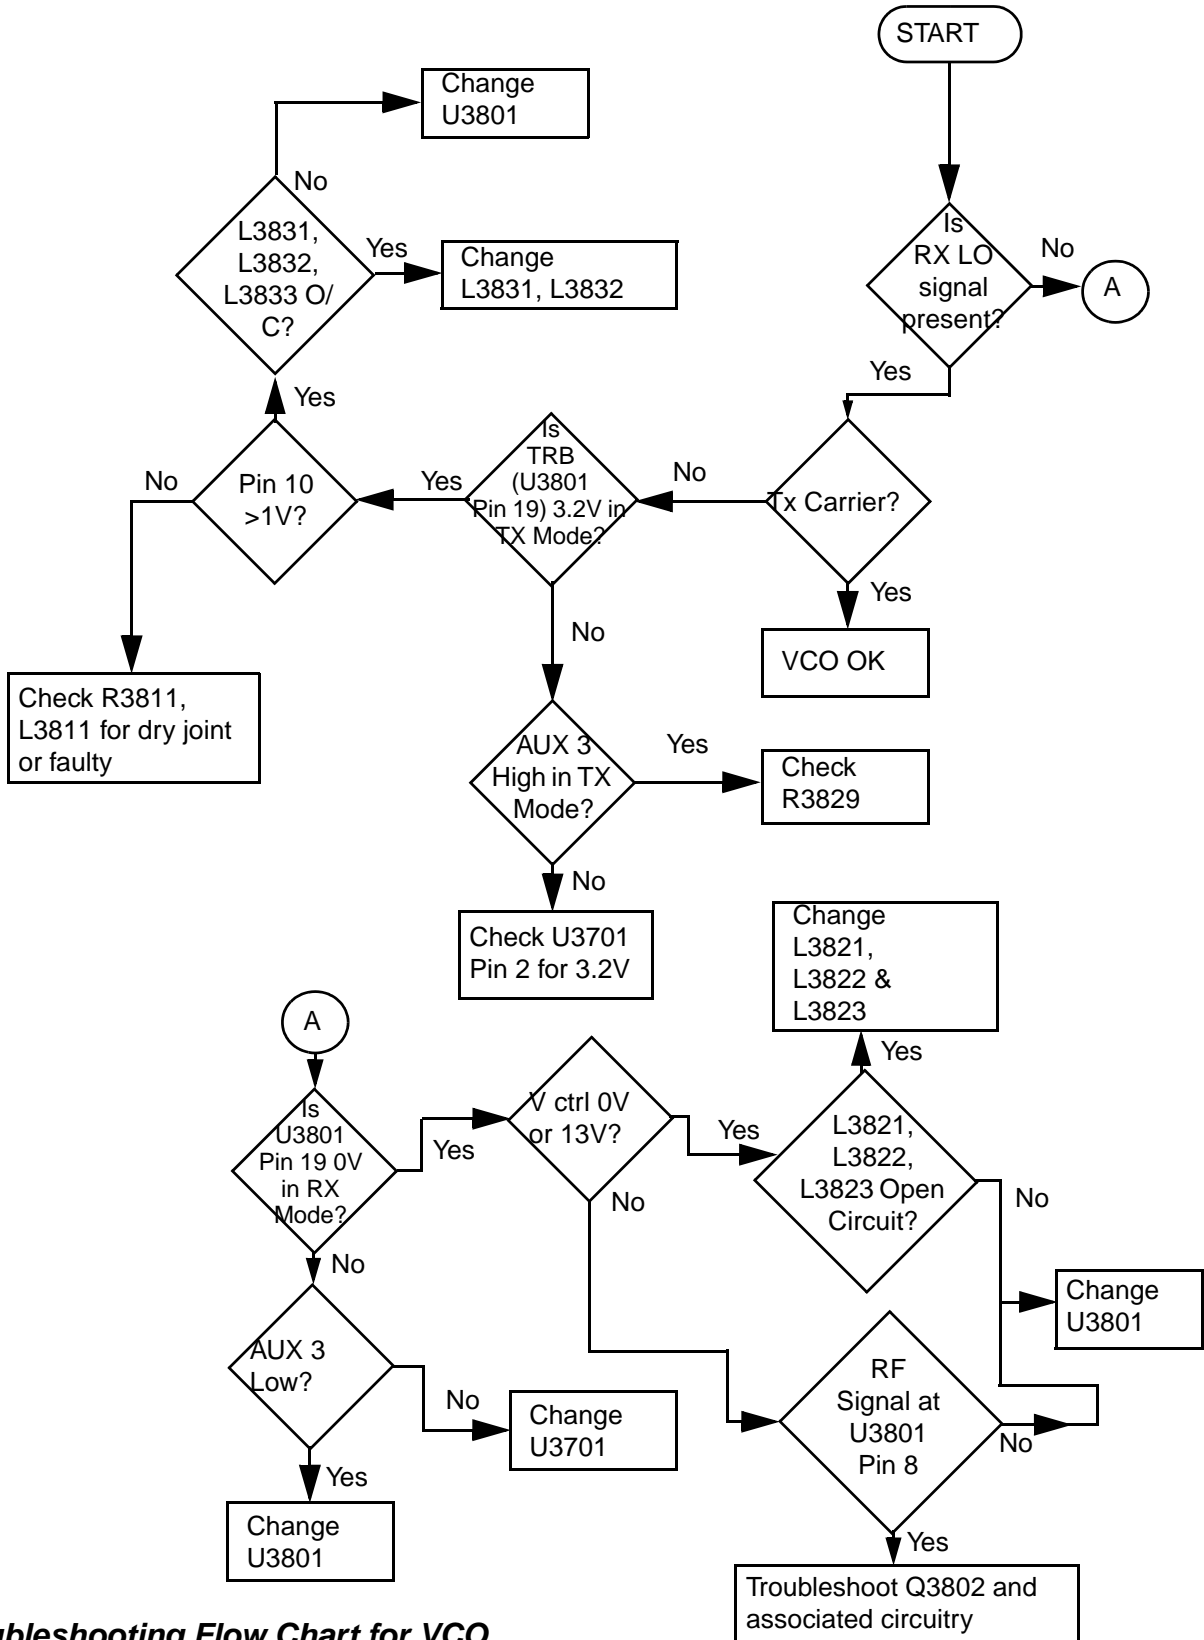 START
Change
U3801
No
L3831,
L3832,
L3833 O/
C?
Yes
Change
L3831, L3832
Is
RX LO
signal
present?
No
A
Yes
Yes
No
Pin 10
>1V?
Yes
Is
TRB
(U3801
Pin 19) 3.2V in
TX Mode?
No
Tx Carrier?
Yes
VCO OK
No
Check R3811,
L3811 for dry joint
or faulty
AUX 3
High in TX
Mode?
Yes
Check
R3829
No
Check U3701
Pin 2 for 3.2V
Change
L3821,
L3822 &
L3823
Yes
A
Is
U3801
Pin 19 0V
in RX
Mode?
Yes
V ctrl 0V
or 13V?
Yes
L3821,
L3822,
L3823 Open
Circuit?
No
No
No
Change
U3801
AUX 3
Low?
No
Change
U3701
RF
Signal at
U3801
Pin 8
No
Yes
Change
U3801
Yes
Troubleshoot Q3802 and
associated circuitry
ubleshooting Flow Chart for VCO